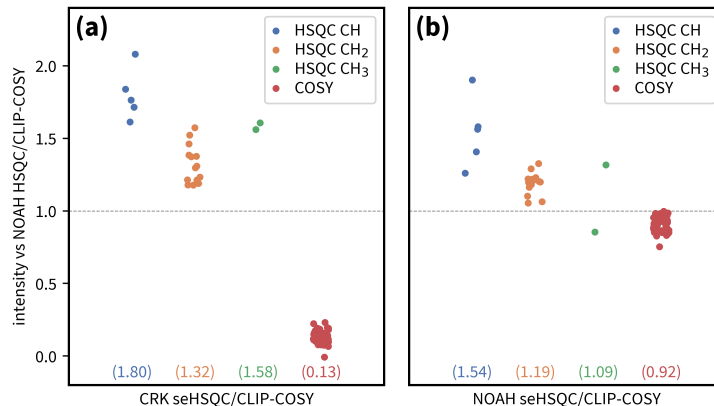 (a)
HSQC CH
HSQC CH₂
HSQC CH₃
COSY
(b)
HSQC CH
HSQC CH₂
HSQC CH₃
COSY
intensity vs NOAH HSQC/CLIP-COSY
2.0
1.5
1.0
0.5
0.0
(1.80) (1.32) (1.58) (0.13)
(1.54) (1.19) (1.09) (0.92)
CRK seHSQC/CLIP-COSY
NOAH seHSQC/CLIP-COSY